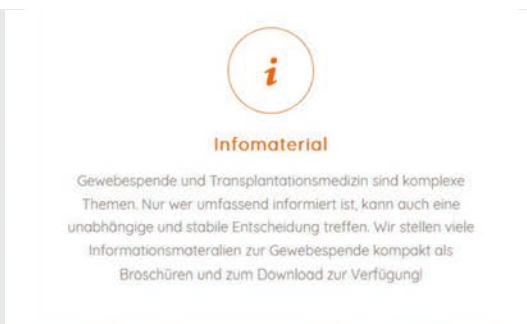 i
Infomaterial
Gewebespende und Transplantationsmedizin sind komplexe
Themen. Nur wer umfassend informiert ist, kann auch eine
unabhängige und stabile Entscheidung treffen. Wir stellen viele
Informationsmateralien zur Gewebespende kompakt als
Broschüren und zum Download zur Verfügung!